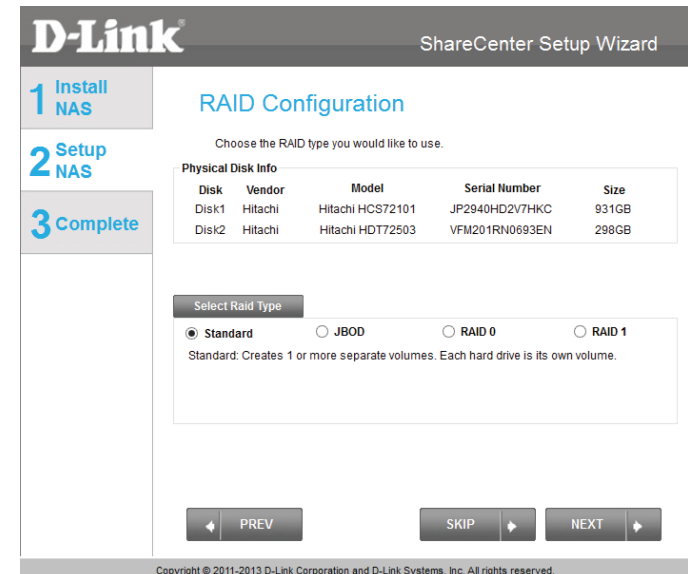 D-Link
ShareCenter Setup Wizard
1 Install NAS
2 Setup NAS
3 Complete
RAID Configuration
Choose the RAID type you would like to use.
Physical Disk Info
Disk Vendor Model Serial Number Size
Disk1 Hitachi Hitachi HCS72101 JP2940HD2V7HKC 931GB
Disk2 Hitachi Hitachi HDT72503 VFM201RN0693EN 298GB
Select Raid Type
Standard JBOD RAID 0 RAID 1
Standard: Creates 1 or more separate volumes. Each hard drive is its own volume.
PREV SKIP NEXT
Copyright © 2011-2013 D-Link Corporation and D-Link Systems, Inc. All rights reserved.